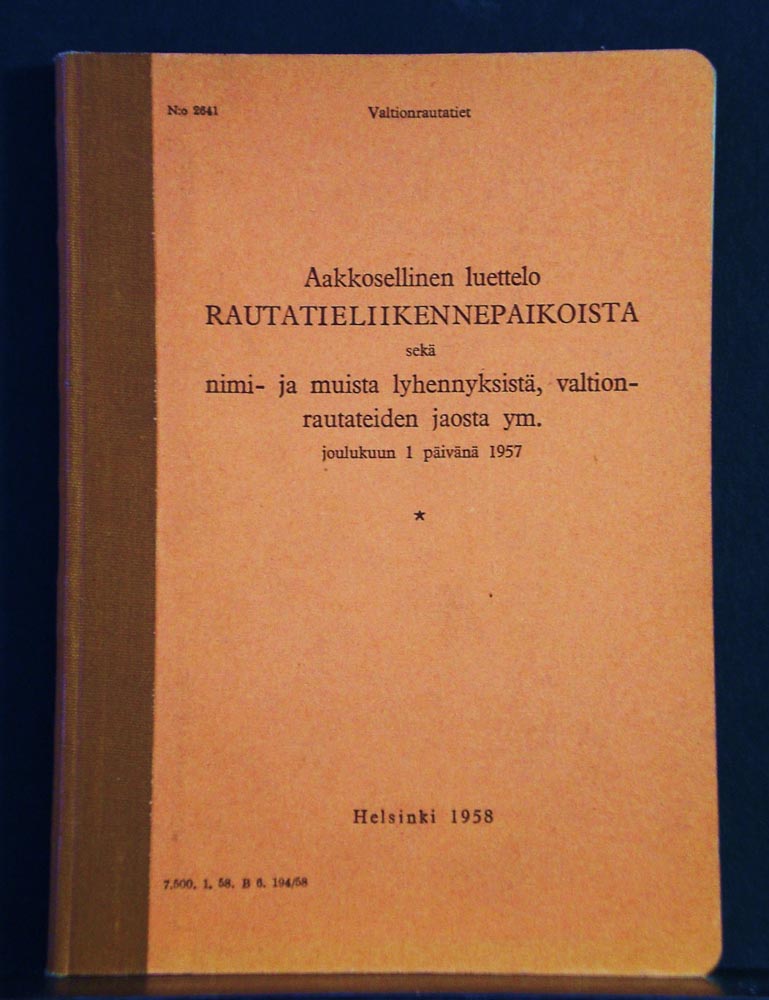 N:o 2641
Valtionrautatiet
Aakkosellinen luettelo
RAUTATIELIIKENNEPAIKOISTA
sekä
nimi- ja muista lyhennyksistä, valtion-
rautateiden jaosta ym.
joulukuun 1 päivänä 1957
★
Helsinki 1958
7.500. 1. 58. B 6. 194/58